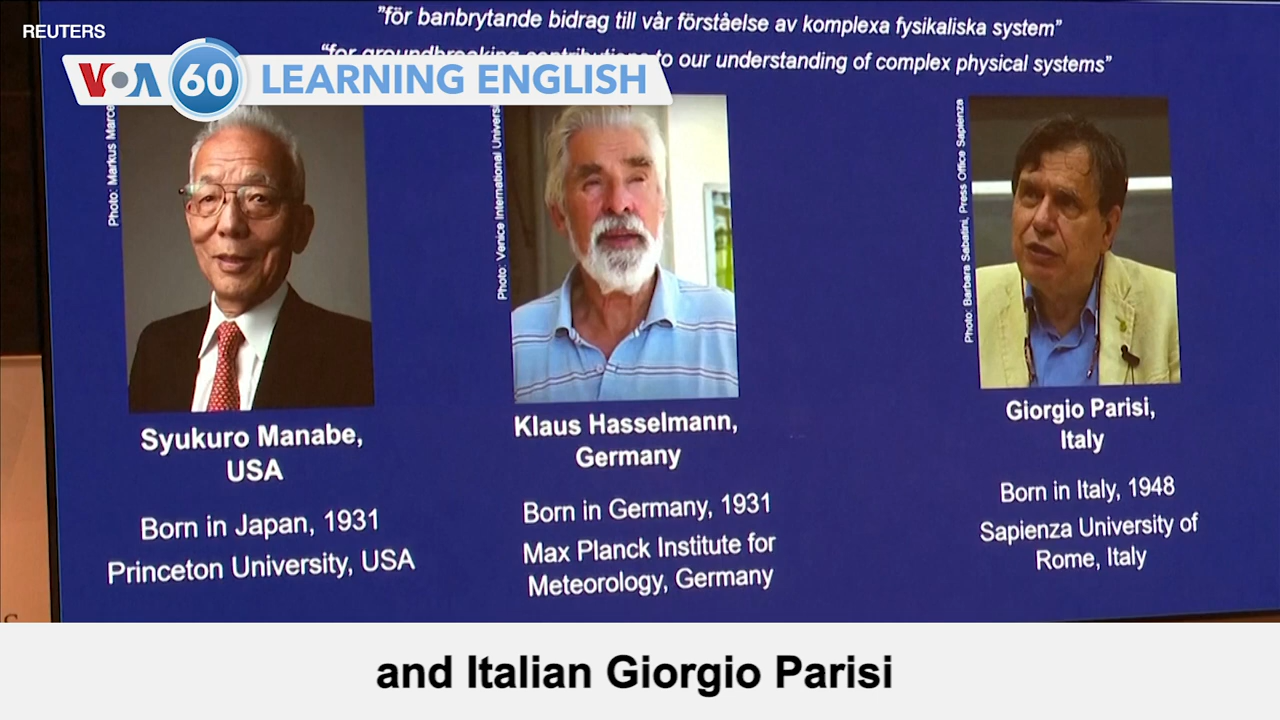 REUTERS
"för banbrytande bidrag till vår förståelse av komplexa fysikaliska system"
"for groundbreaking contributions to our understanding of complex physical systems"
VOA 60 LEARNING ENGLISH
Photo: Markus Marce
Photo: Venice International Universi
Photo: Barbara Sabatini, Press Office Sapienza
Syukuro Manabe,
USA
Born in Japan, 1931
Princeton University, USA
Klaus Hasselmann,
Germany
Born in Germany, 1931
Max Planck Institute for
Meteorology, Germany
Giorgio Parisi,
Italy
Born in Italy, 1948
Sapienza University of
Rome, Italy
and Italian Giorgio Parisi